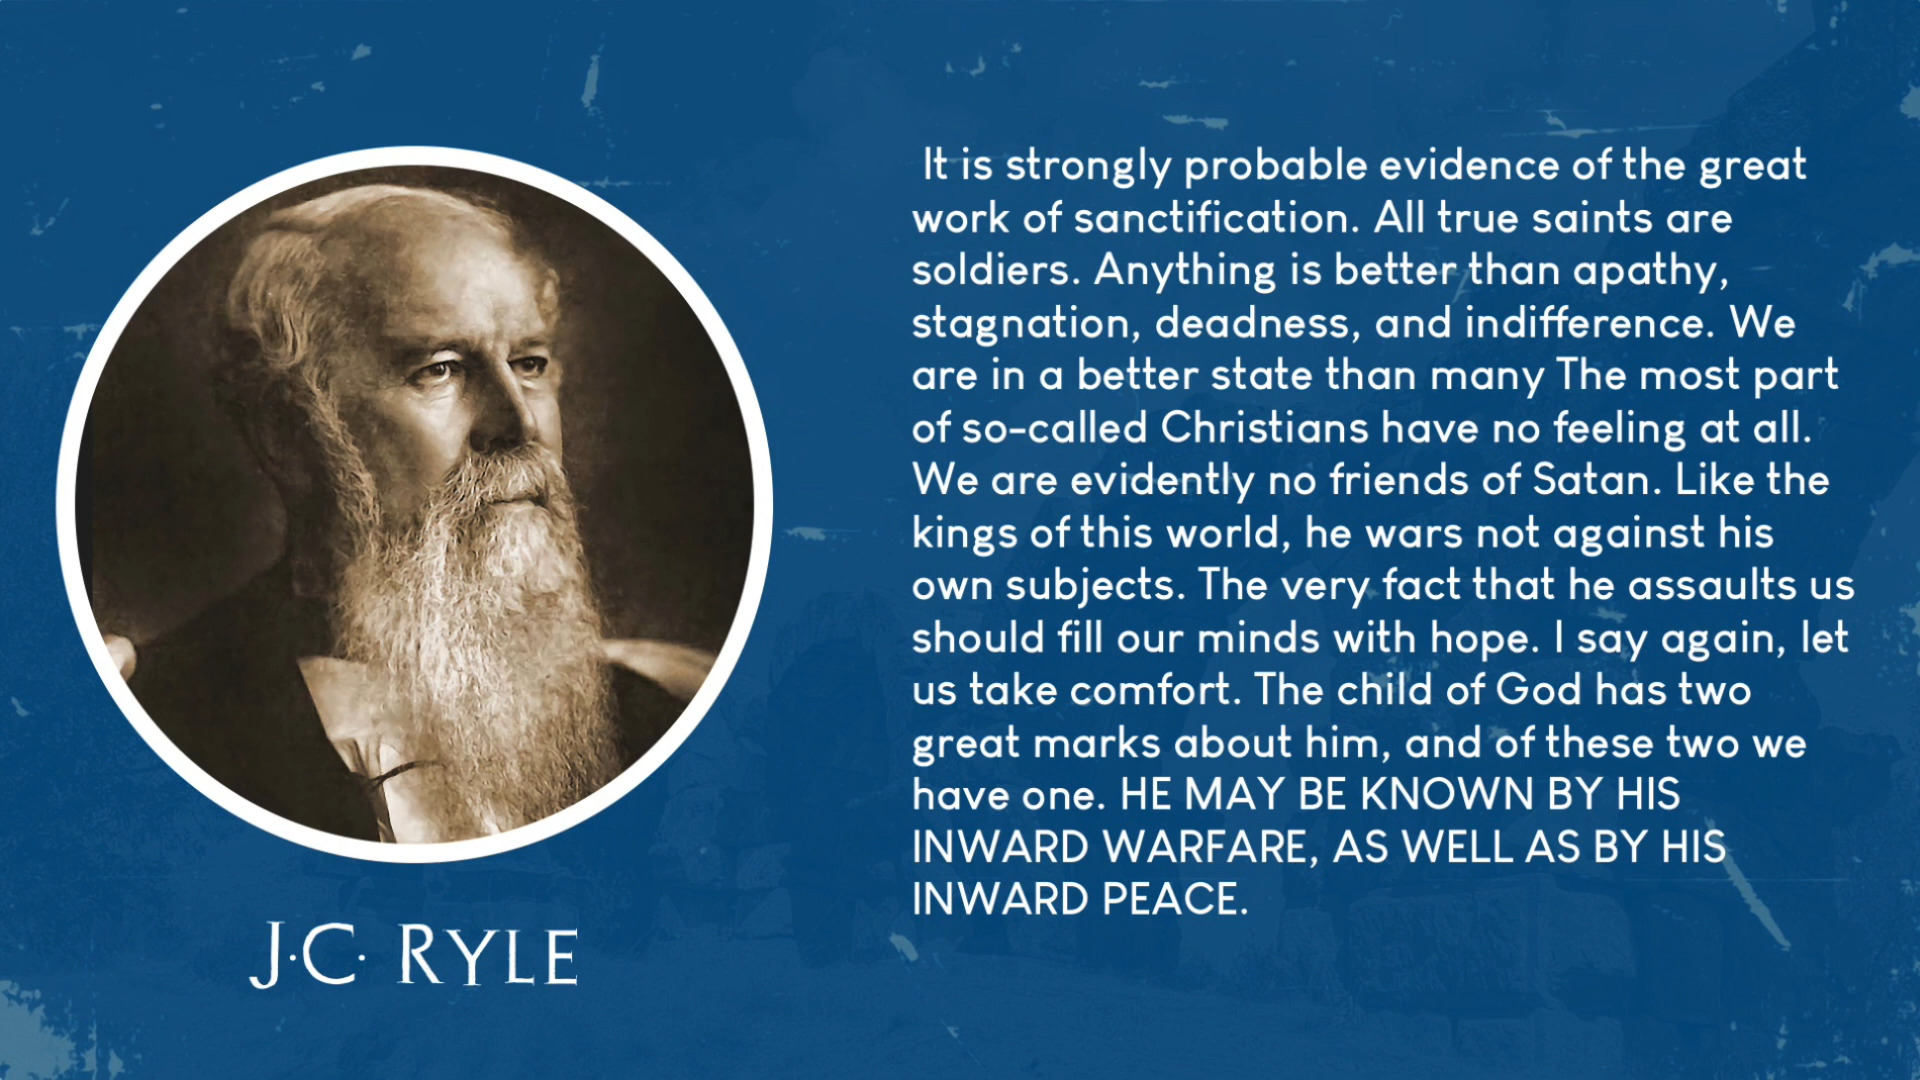 It is strongly probable evidence of the great
work of sanctification. All true saints are
soldiers. Anything is better than apathy,
stagnation, deadness, and indifference. We
are in a better state than many The most part
of so-called Christians have no feeling at all.
We are evidently no friends of Satan. Like the
kings of this world, he wars not against his
own subjects. The very fact that he assaults us
should fill our minds with hope. I say again, let
us take comfort. The child of God has two
great marks about him, and of these two we
have one. HE MAY BE KNOWN BY HIS
INWARD WARFARE, AS WELL AS BY HIS
INWARD PEACE.
J·C· RYLE